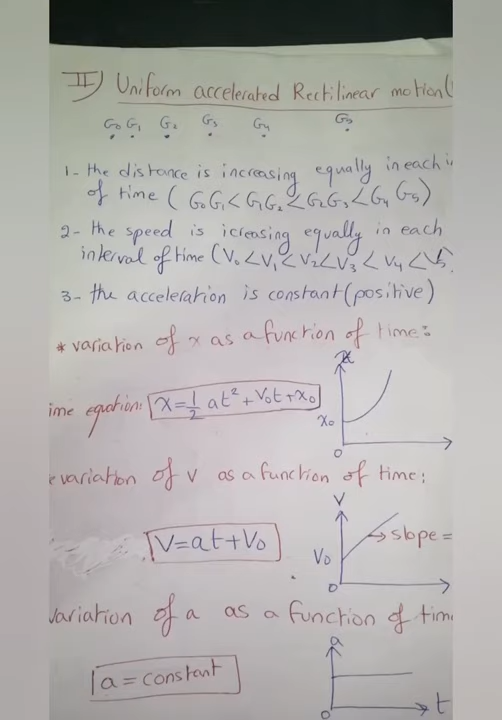 II) Uniform accelerated Rectilinear motion(
G0 G1 G2 G3 G4 G5
1- the distance is increasing equally in each
of time ( G0G1 < G1G2 < G2G3 < G4 G5)
2- the speed is icreasing equally in each
interval of time (V0 < V1 < V2 < V3 < V4 < V5
3- the acceleration is constant (positive)
* variation of x as a function of time:
x
ime equation: x = 1/2 at² + V0t + x0
x0
0
variation of v as a function of time:
V
V = at + V0
slope =
V0
0
variation of a as a function of tim
a
a = constant
0
t